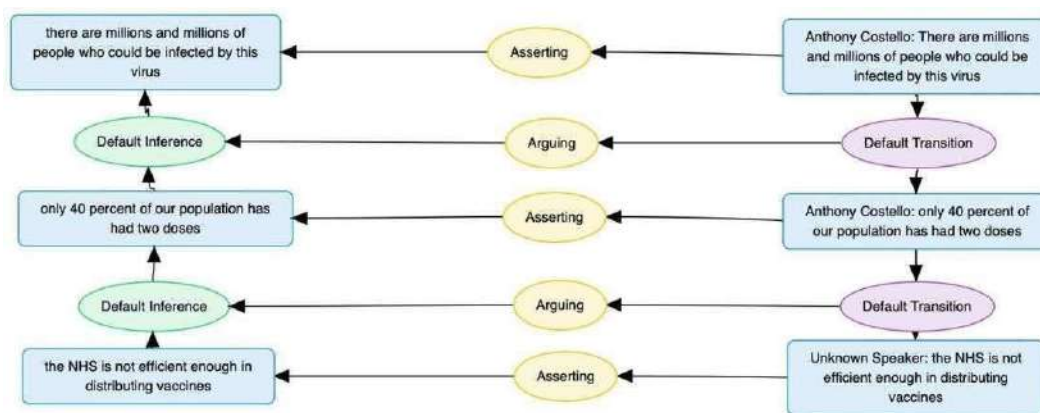 there are millions and millions of
people who could be infected by this
virus
Asserting
Anthony Costello: There are millions
and millions of people who could be
infected by this virus
Default Inference
Arguing
Default Transition
only 40 percent of our population has
had two doses
Asserting
Anthony Costello: only 40 percent of
our population has had two doses
Default Inference
Arguing
Default Transition
the NHS is not efficient enough in
distributing vaccines
Asserting
Unknown Speaker: the NHS is not
efficient enough in distributing
vaccines